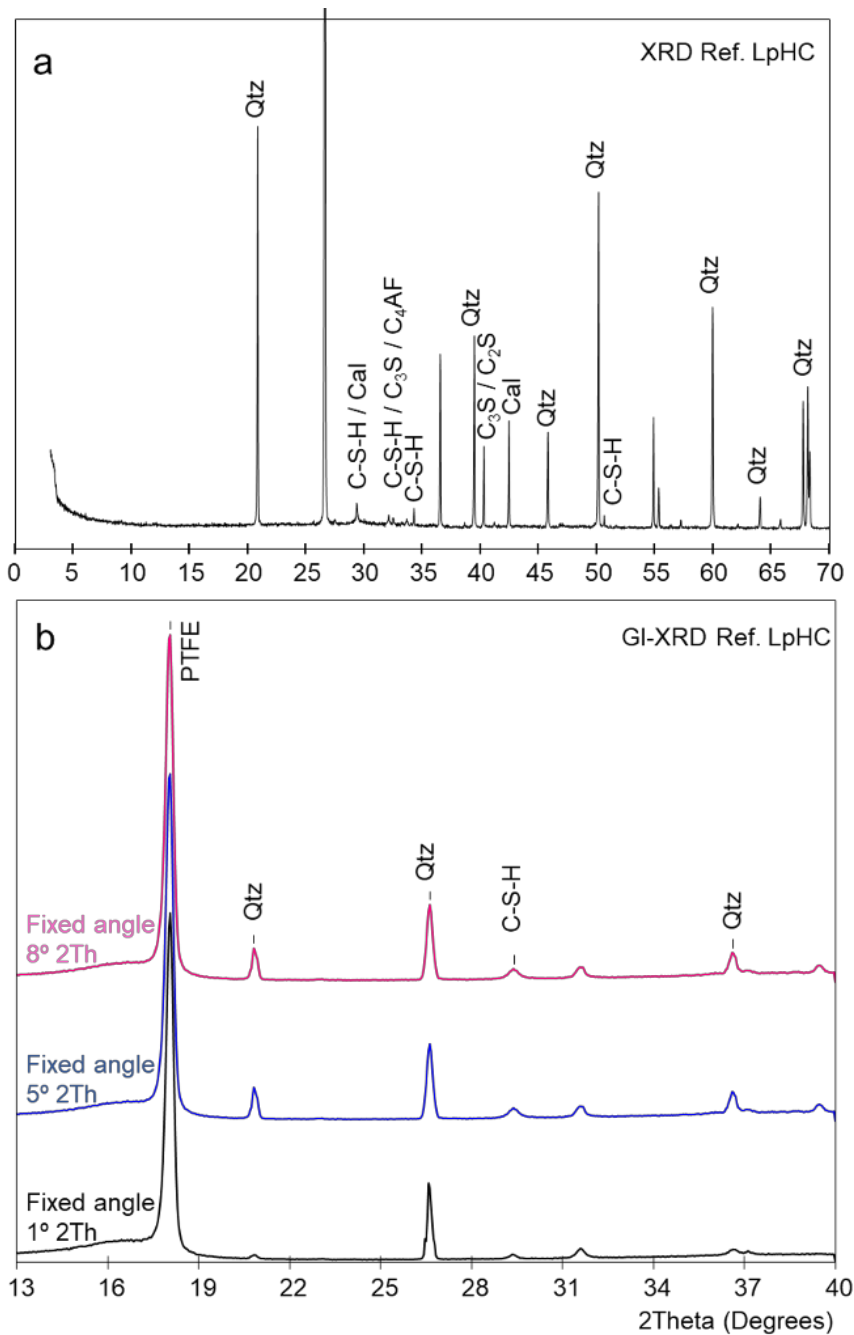 a
XRD Ref. LpHC
Qtz
C-S-H / Cal
C-S-H / C₃S / C₄AF
C-S-H
Qtz
C₃S / C₂S
Cal
Qtz
Qtz
C-S-H
Qtz
Qtz
Qtz
0 5 10 15 20 25 30 35 40 45 50 55 60 65 70
b
GI-XRD Ref. LpHC
PTFE
Qtz
Qtz
C-S-H
Qtz
Fixed angle
8º 2Th
Fixed angle
5º 2Th
Fixed angle
1º 2Th
13 16 19 22 25 28 31 34 37 40
2Theta (Degrees)